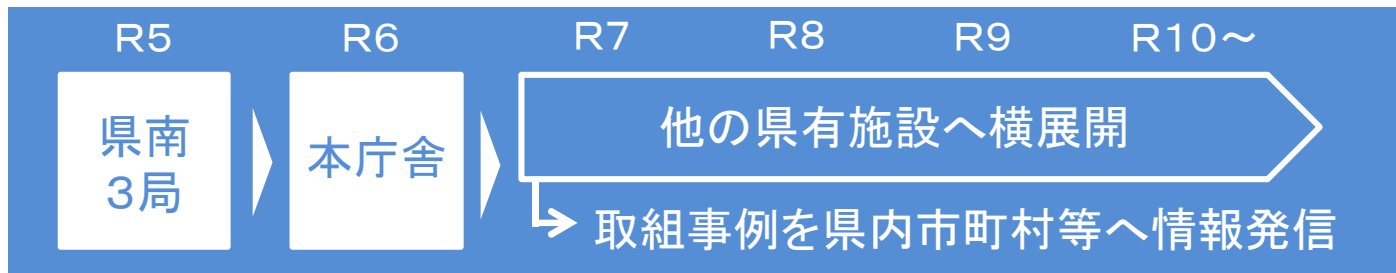 R5 R6 R7 R8 R9 R10～
県南
3局
本庁舎
他の県有施設へ横展開
取組事例を県内市町村等へ情報発信